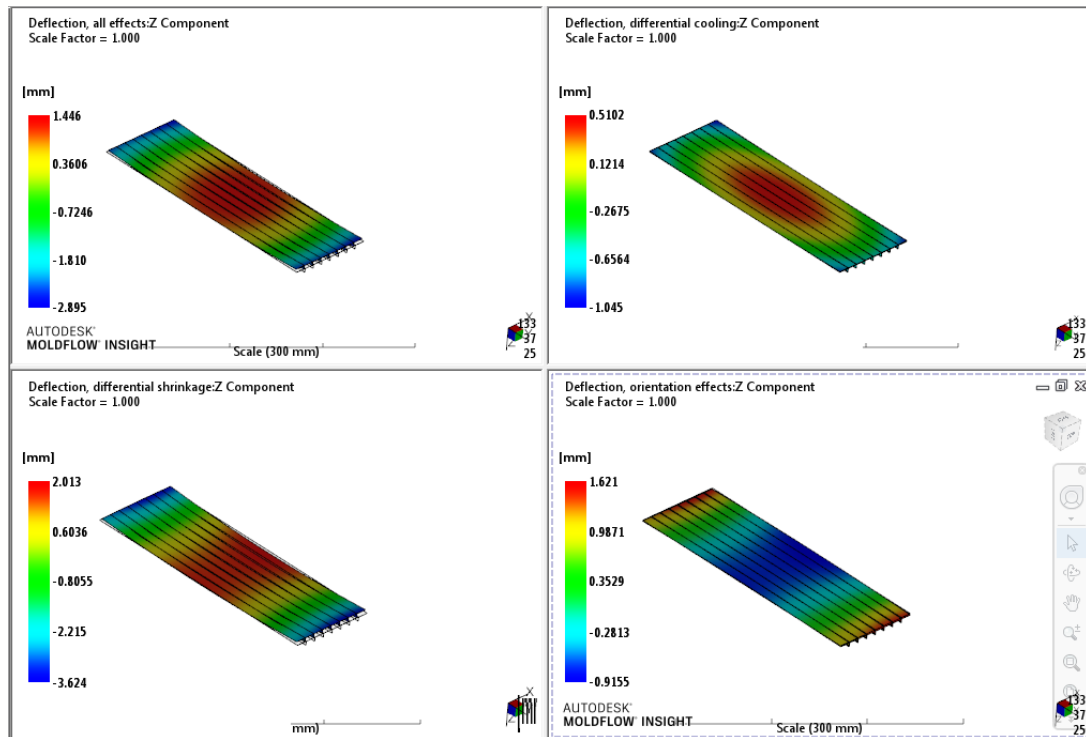 Deflection, all effects:Z Component
Scale Factor = 1.000
[mm]
1.446
0.3606
-0.7246
-1.810
-2.895
AUTODESK®
MOLDFLOW® INSIGHT
Scale (300 mm)
133
37
25
Deflection, differential cooling:Z Component
Scale Factor = 1.000
[mm]
0.5102
0.1214
-0.2675
-0.6564
-1.045
133
37
25
Deflection, differential shrinkage:Z Component
Scale Factor = 1.000
[mm]
2.013
0.6036
-0.8055
-2.215
-3.624
mm)
X
Z
Deflection, orientation effects:Z Component
Scale Factor = 1.000
[mm]
1.621
0.9871
0.3529
-0.2813
-0.9155
AUTODESK®
MOLDFLOW® INSIGHT
Scale (300 mm)
133
37
25